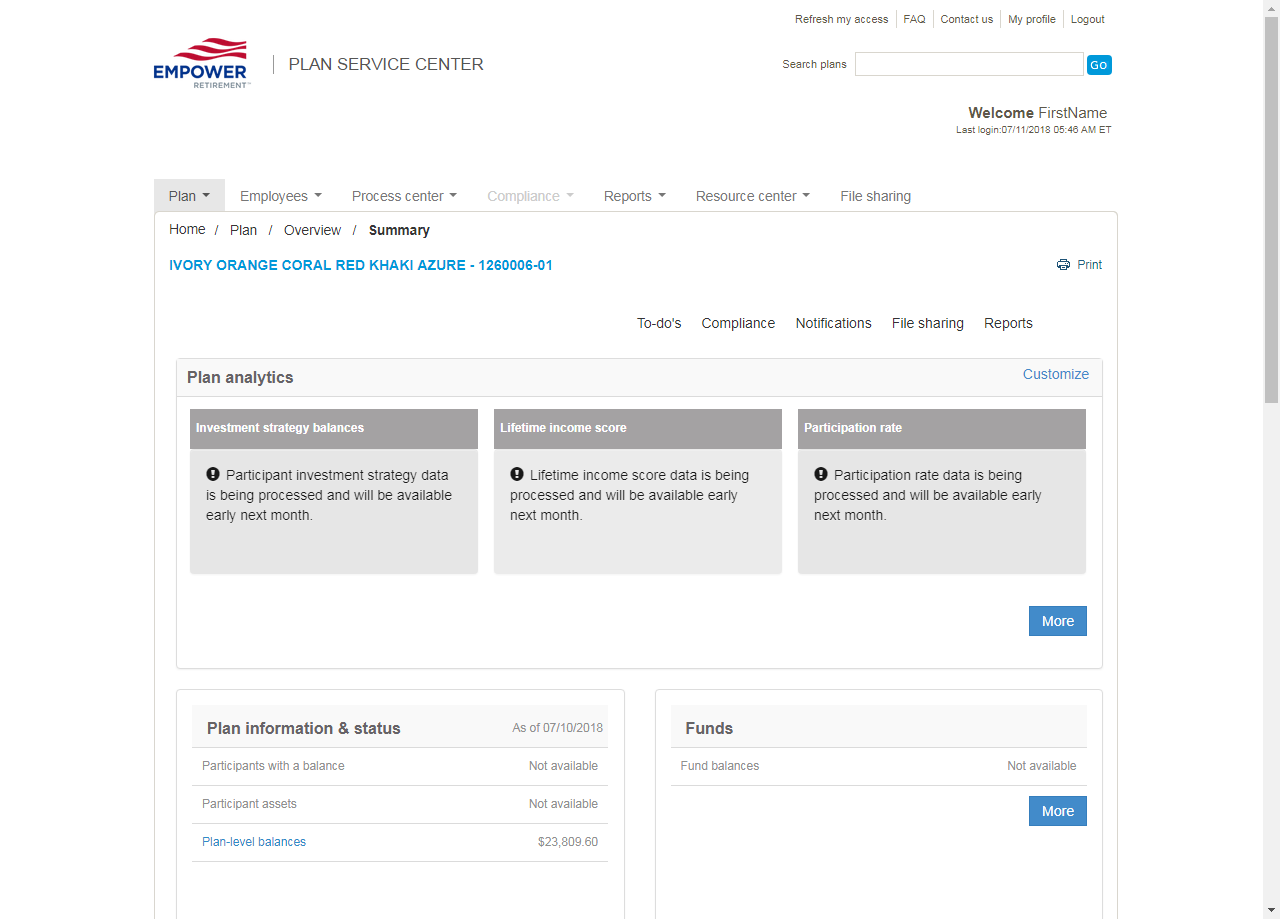 Refresh my access FAQ Contact us My profile Logout
EMPOWER
RETIREMENT™
PLAN SERVICE CENTER
Search plans Go
Welcome FirstName
Last login:07/11/2018 05:46 AM ET
Plan Employees Process center Compliance Reports Resource center File sharing
Home / Plan / Overview / Summary
IVORY ORANGE CORAL RED KHAKI AZURE - 1260006-01 Print
To-do's Compliance Notifications File sharing Reports
Plan analytics Customize
Investment strategy balances
Participant investment strategy data
is being processed and will be available
early next month.
Lifetime income score
Lifetime income score data is being
processed and will be available early
next month.
Participation rate
Participation rate data is being
processed and will be available early
next month.
More
Plan information & status As of 07/10/2018
Participants with a balance Not available
Participant assets Not available
Plan-level balances $23,809.60
Funds
Fund balances Not available
More